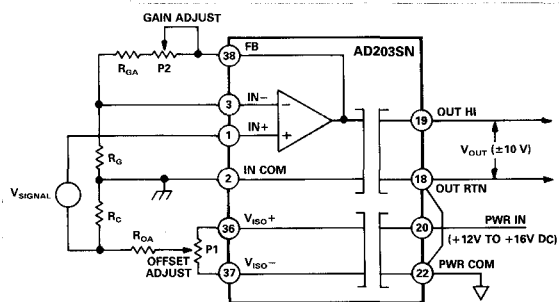 GAIN ADJUST
AD203SN
38
FB
RGA
P2
3
IN−
19
OUT HI
1
IN+
RG
VOUT (±10 V)
2
IN COM
18
OUT RTN
VSIGNAL
RC
36
VISO+
20
PWR IN
(+12V TO +16V DC)
ROA
P1
OFFSET
ADJUST
37
VISO−
22
PWR COM